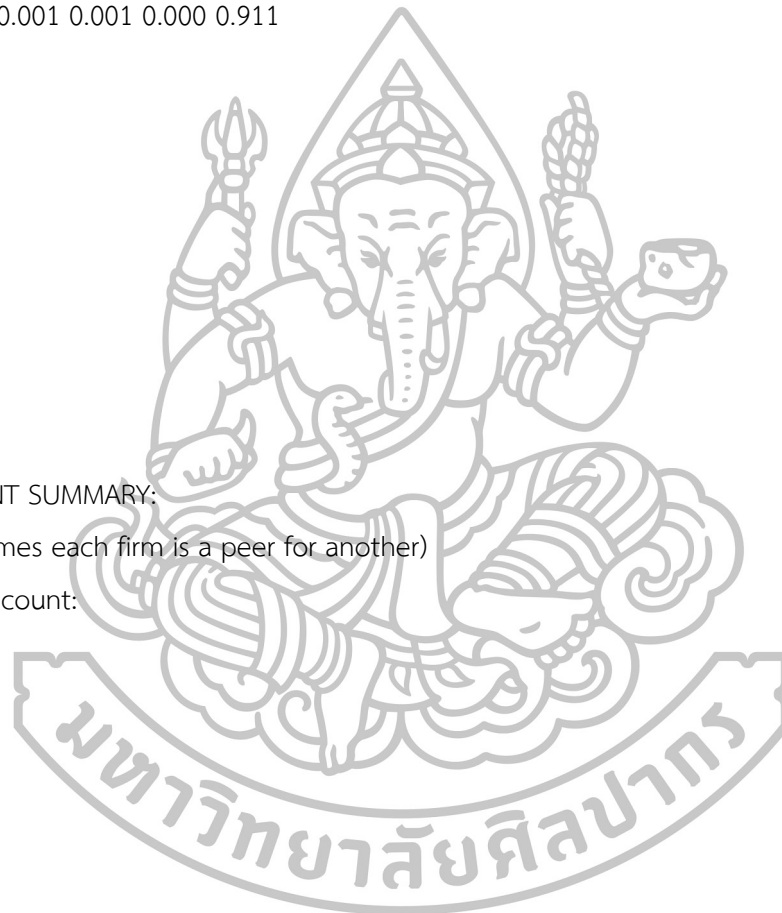 0.001 0.001 0.000 0.911
NT SUMMARY:
mes each firm is a peer for another)
count:
มหาวิทยาลัยศิลปากร